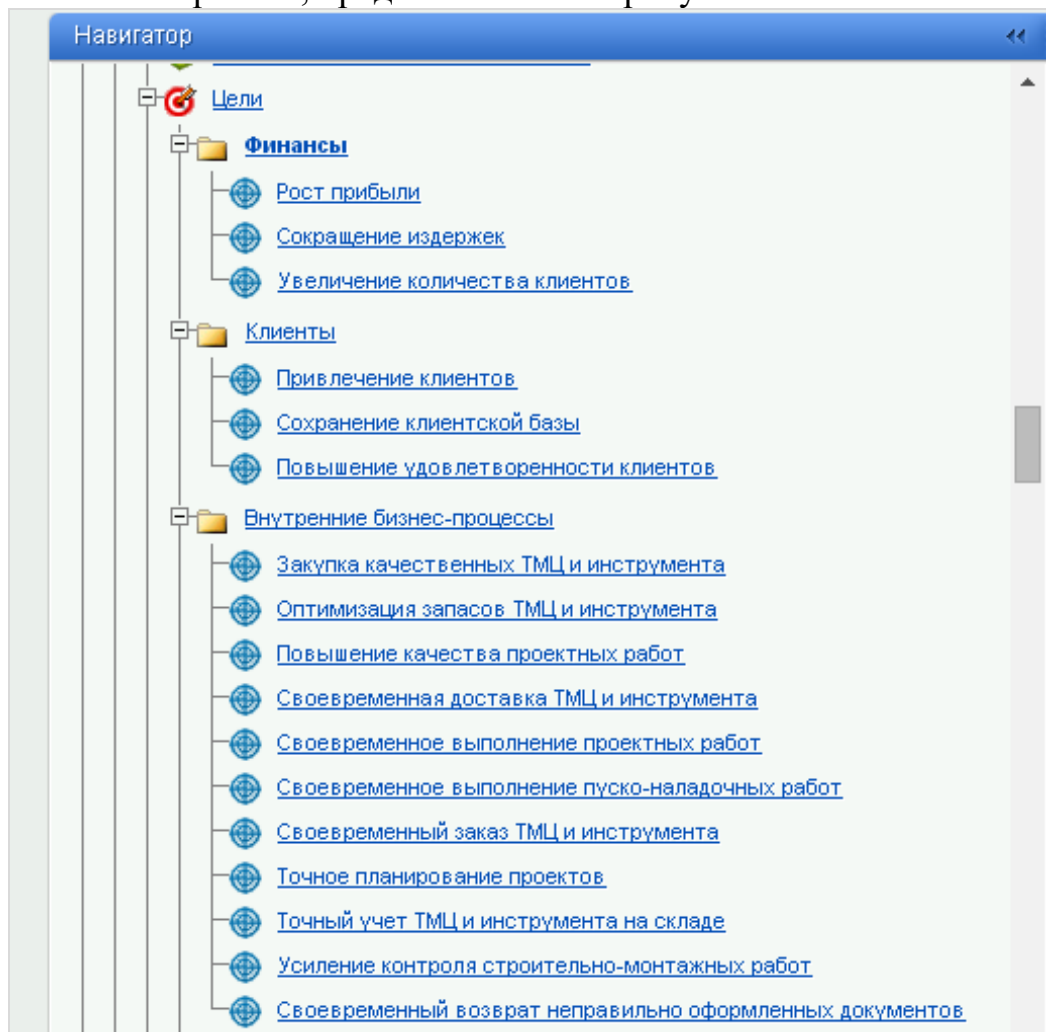 Навигатор
Цели
Финансы
Рост прибыли
Сокращение издержек
Увеличение количества клиентов
Клиенты
Привлечение клиентов
Сохранение клиентской базы
Повышение удовлетворенности клиентов
Внутренние бизнес-процессы
Закупка качественных ТМЦ и инструмента
Оптимизация запасов ТМЦ и инструмента
Повышение качества проектных работ
Своевременная доставка ТМЦ и инструмента
Своевременное выполнение проектных работ
Своевременное выполнение пуско-наладочных работ
Своевременный заказ ТМЦ и инструмента
Точное планирование проектов
Точный учет ТМЦ и инструмента на складе
Усиление контроля строительно-монтажных работ
Своевременный возврат неправильно оформленных документов